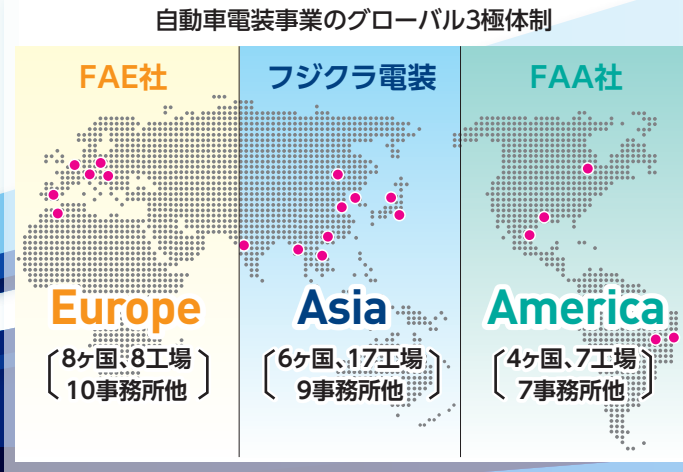 自動車電装事業のグローバル3極体制
FAE社
フジクラ電装
FAA社
Europe
Asia
America
8ヶ国、8工場
10事務所他
6ヶ国、17工場
9事務所他
4ヶ国、7工場
7事務所他